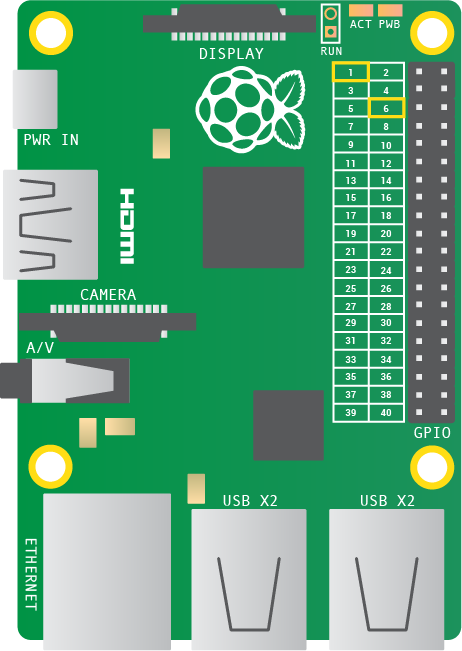 ACT PWB
DISPLAY
RUN
1 2
3 4
PWR IN
5 6
7 8
9 10
11 12
13 14
15 16
HDMI
17 18
19 20
21 22
23 24
25 26
CAMERA
27 28
29 30
A/V
31 32
33 34
35 36
37 38
39 40
GPIO
USB X2
USB X2
ETHERNET